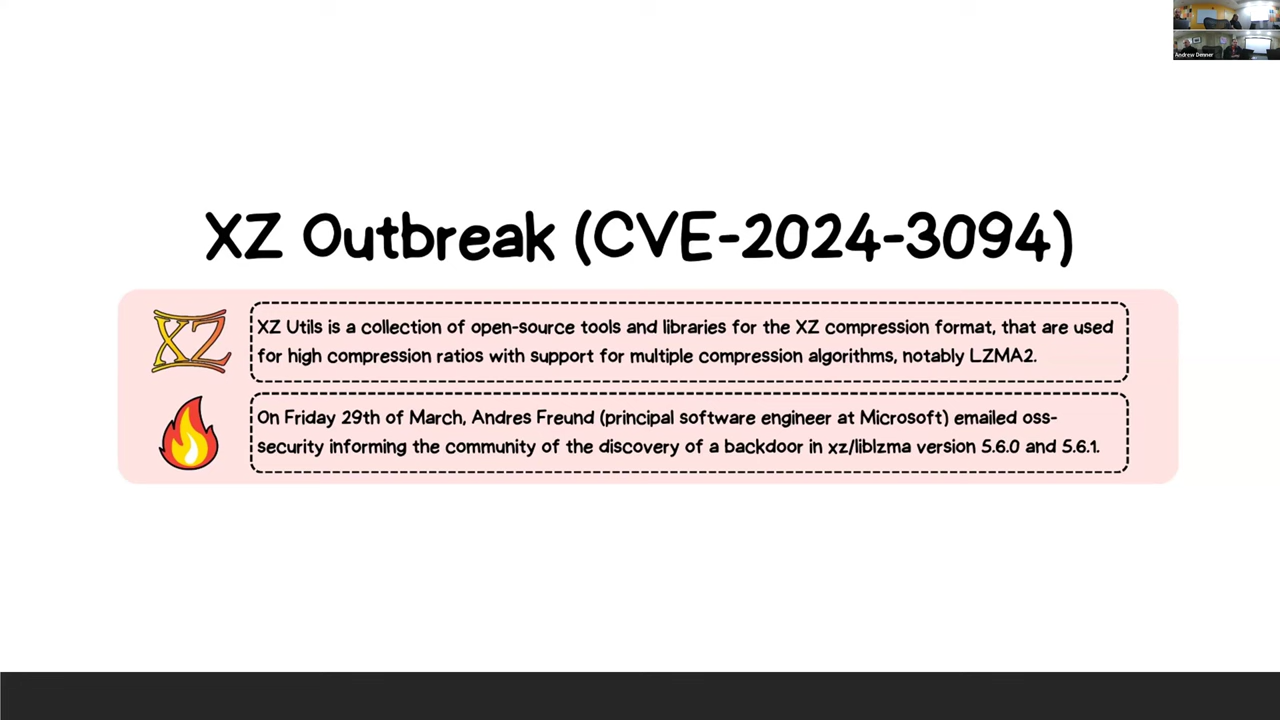 Andrew Denner
XZ Outbreak (CVE-2024-3094)
XZ
XZ Utils is a collection of open-source tools and libraries for the XZ compression format, that are used
for high compression ratios with support for multiple compression algorithms, notably LZMA2.
On Friday 29th of March, Andres Freund (principal software engineer at Microsoft) emailed oss-
security informing the community of the discovery of a backdoor in xz/liblzma version 5.6.0 and 5.6.1.